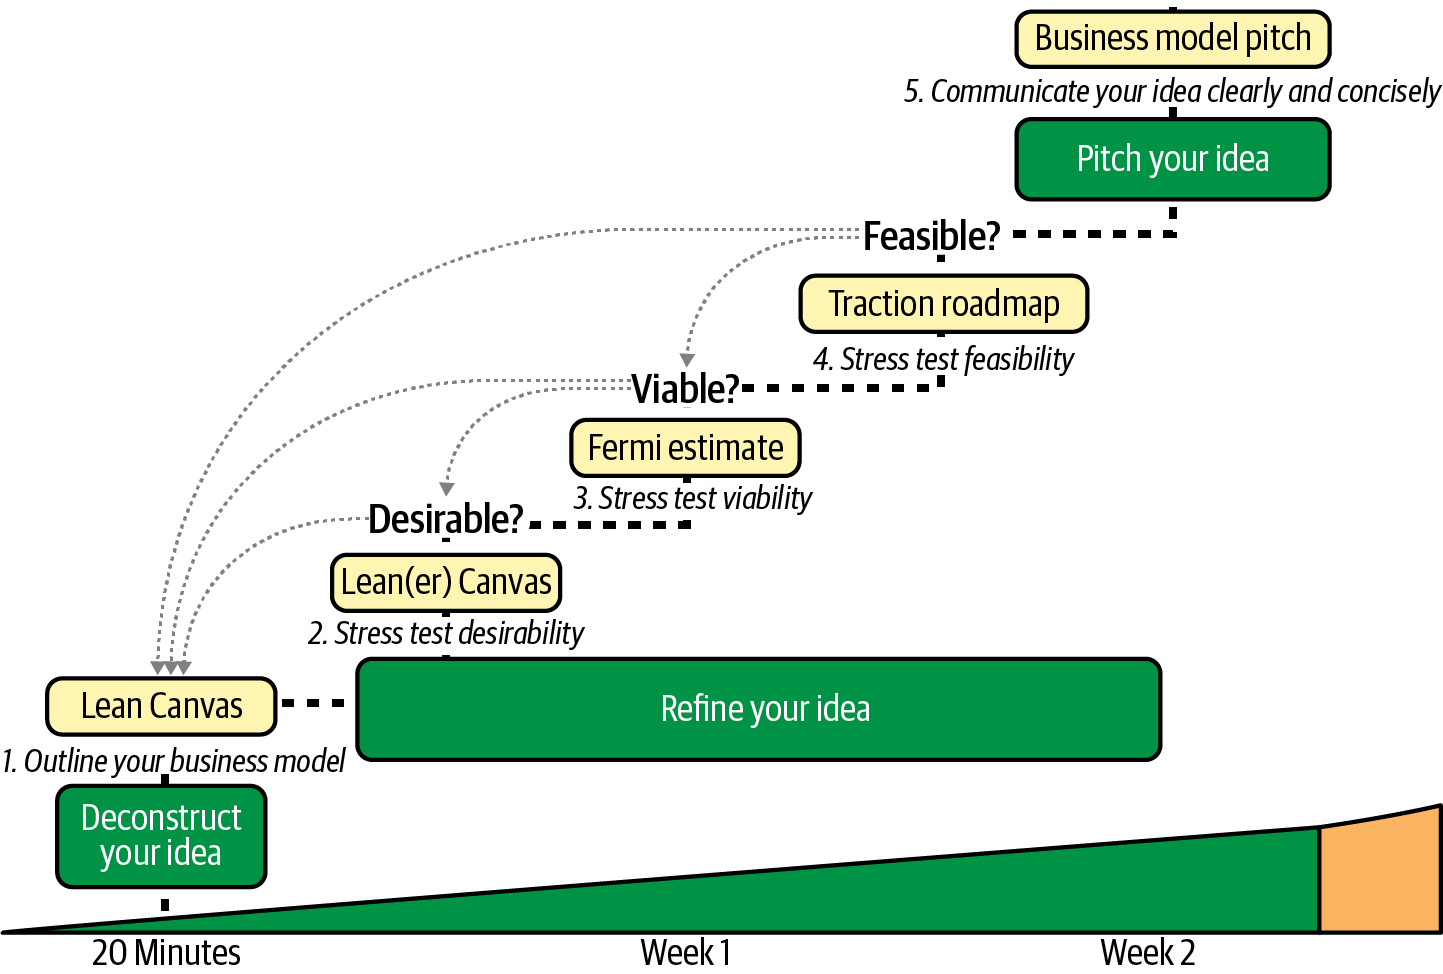 Business model pitch
5. Communicate your idea clearly and concisely
Pitch your idea
Feasible?
Traction roadmap
4. Stress test feasibility
Viable?
Fermi estimate
3. Stress test viability
Desirable?
Lean(er) Canvas
2. Stress test desirability
Refine your idea
Lean Canvas
1. Outline your business model
Deconstruct
your idea
20 Minutes
Week 1
Week 2